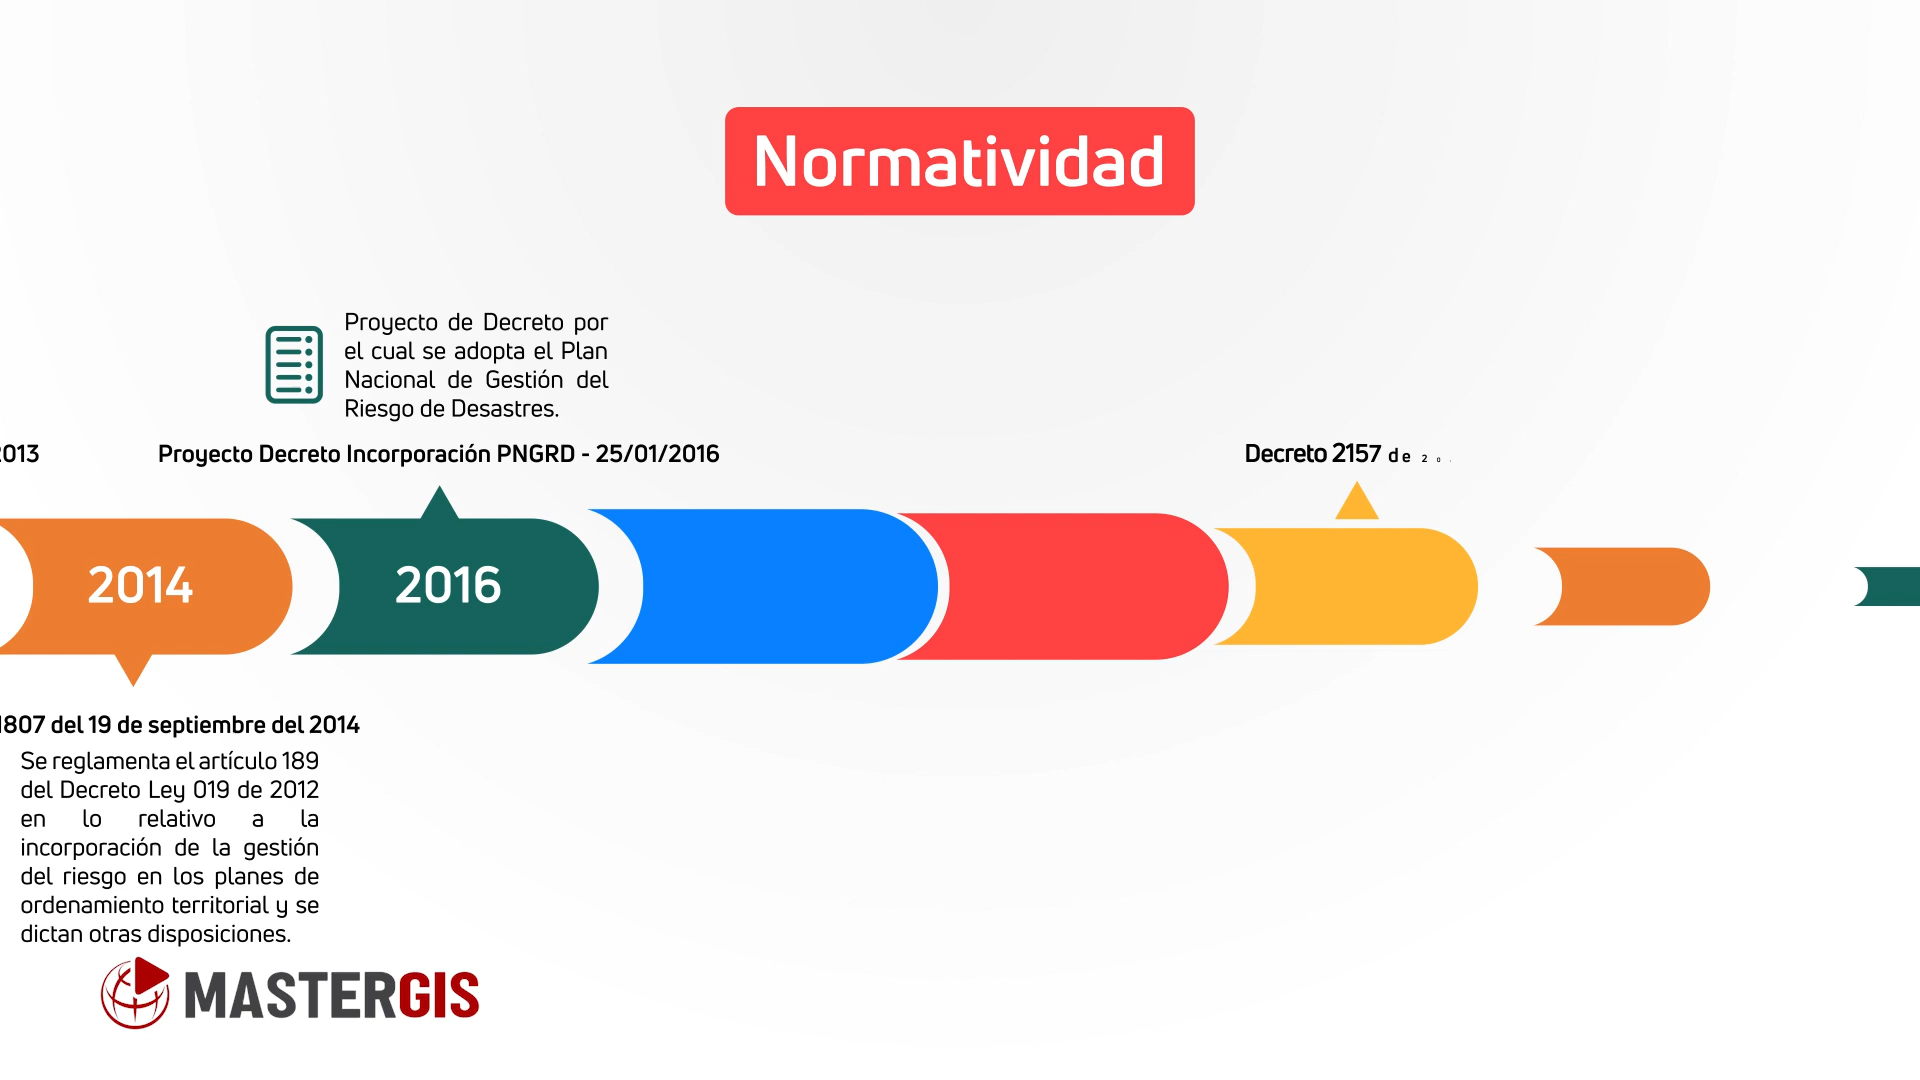 Normatividad
Proyecto de Decreto por
el cual se adopta el Plan
Nacional de Gestión del
Riesgo de Desastres.
2013
Proyecto Decreto Incorporación PNGRD - 25/01/2016
Decreto 2157 de 20
2014
2016
1807 del 19 de septiembre del 2014
Se reglamenta el artículo 189
del Decreto Ley 019 de 2012
en lo relativo a la
incorporación de la gestión
del riesgo en los planes de
ordenamiento territorial y se
dictan otras disposiciones.
MASTERGIS